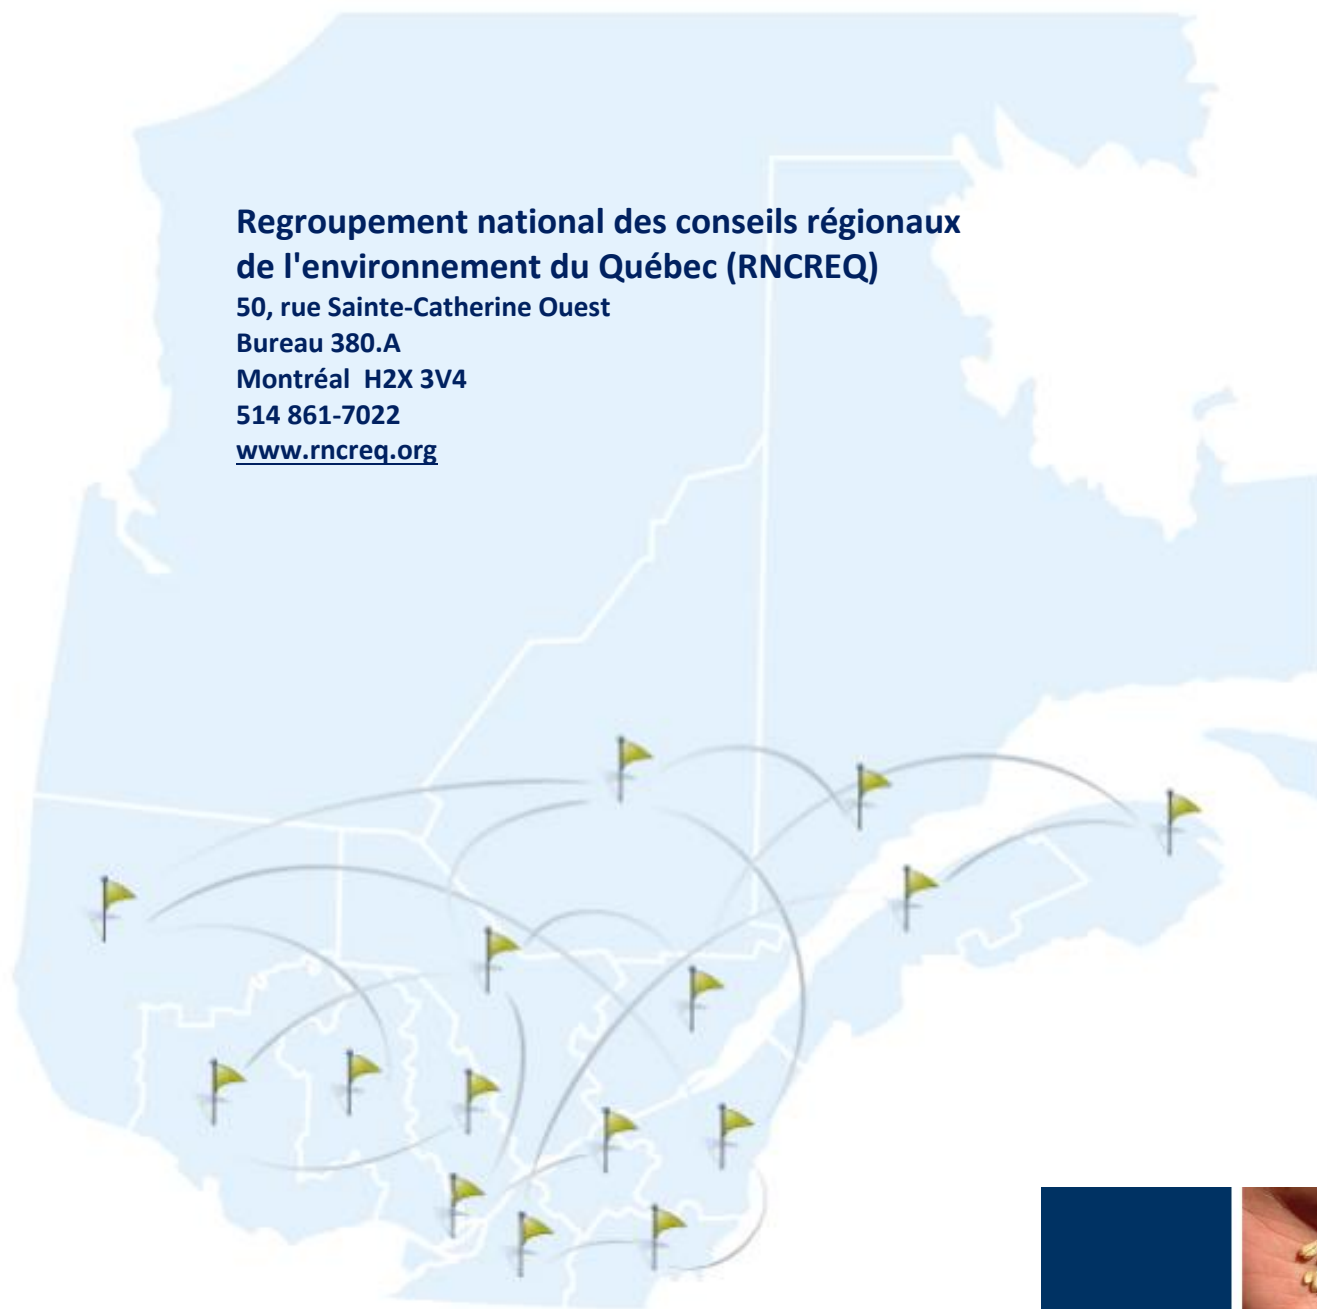 Regroupement national des conseils régionaux
de l'environnement du Québec (RNCREQ)
50, rue Sainte-Catherine Ouest
Bureau 380.A
Montréal  H2X 3V4
514 861-7022
www.rncreq.org